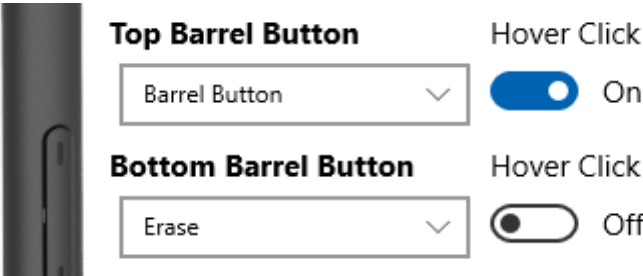 Top Barrel Button Hover Click
Barrel Button On
Bottom Barrel Button Hover Click
Erase Off